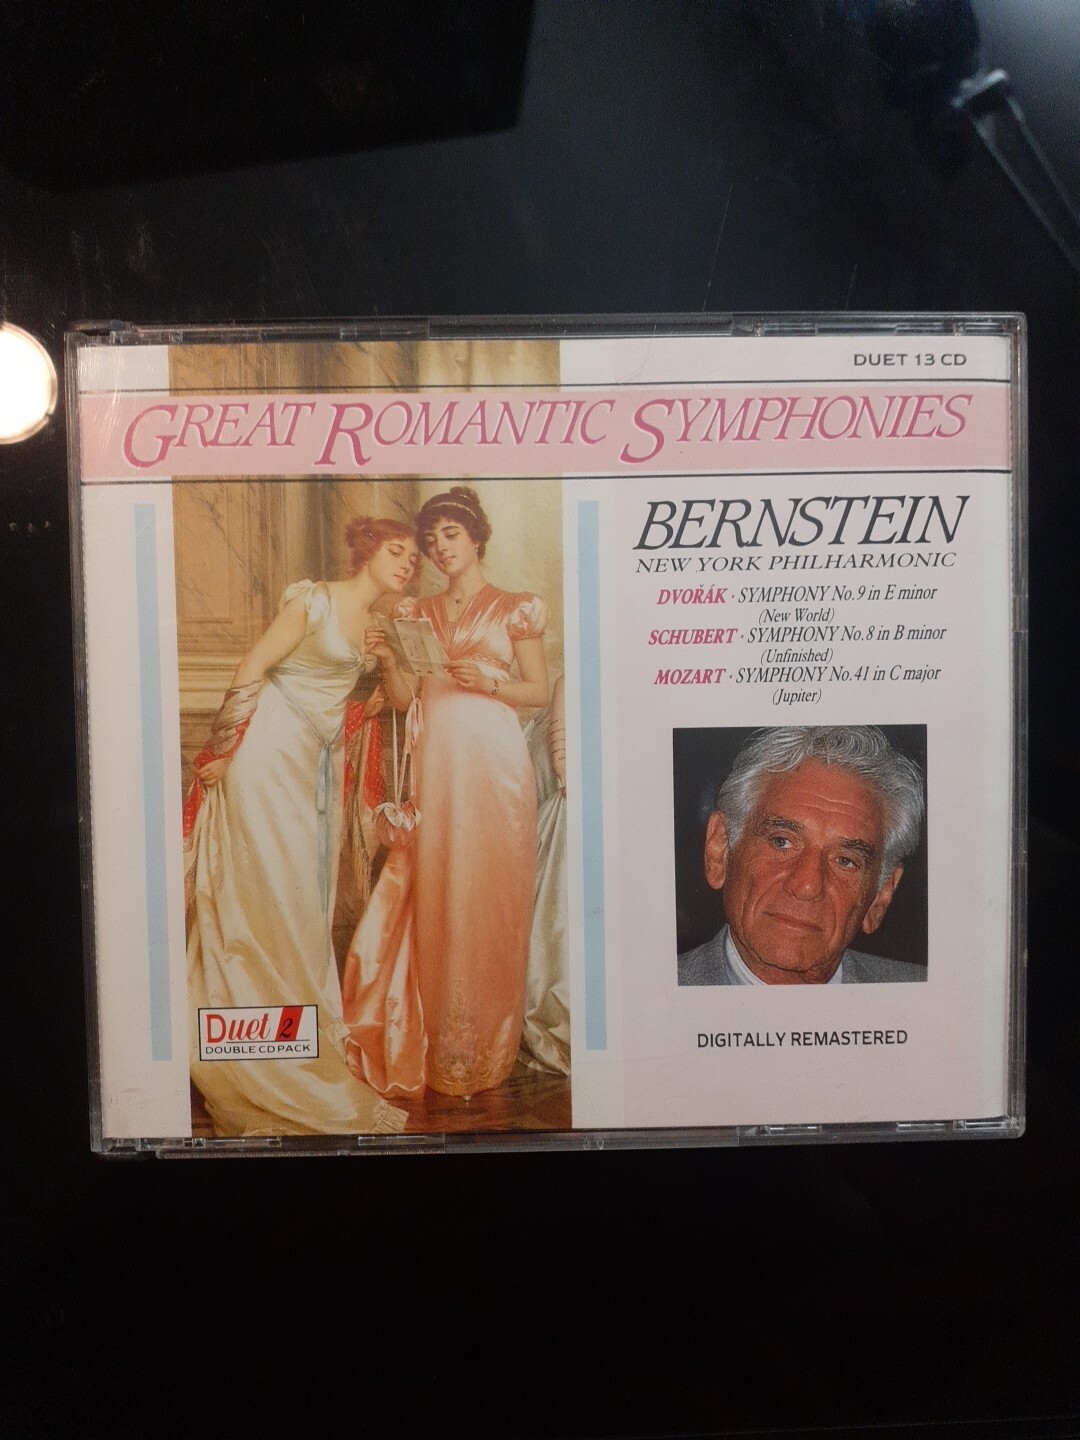 DUET 13 CD
GREAT ROMANTIC SYMPHONIES
BERNSTEIN
NEW YORK PHILHARMONIC
DVOŘÁK · SYMPHONY No.9 in E minor
(New World)
SCHUBERT · SYMPHONY No.8 in B minor
(Unfinished)
MOZART · SYMPHONY No.41 in C major
(Jupiter)
DIGITALLY REMASTERED
Duet 2
DOUBLE CD PACK